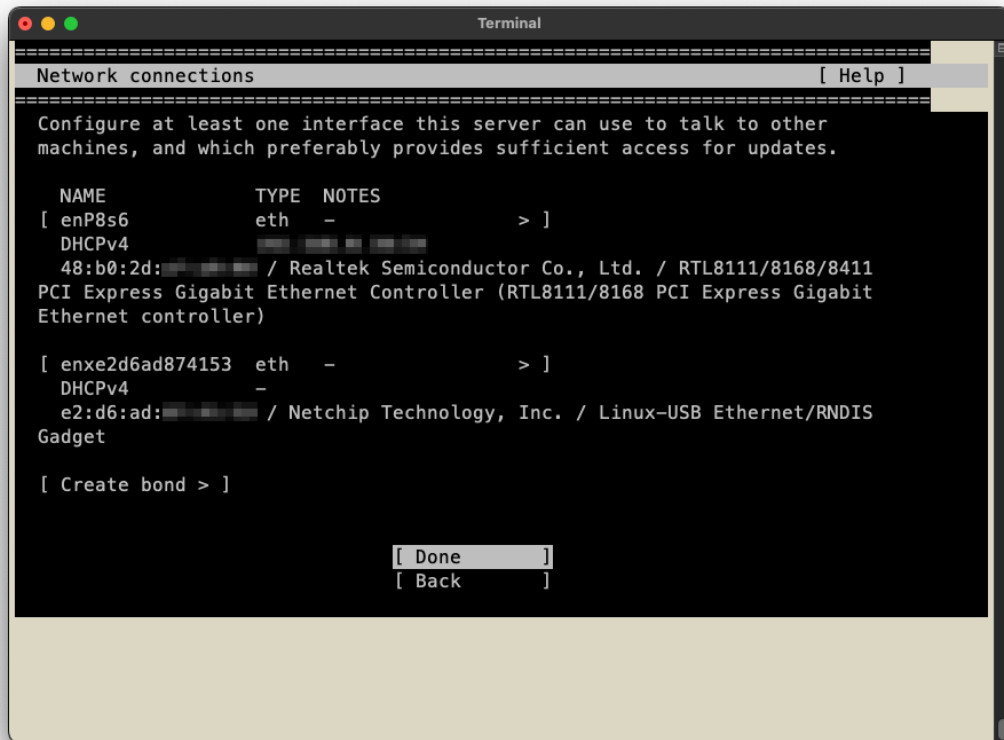 Terminal
================================================================================
Network connections [ Help ]
================================================================================
Configure at least one interface this server can use to talk to other
machines, and which preferably provides sufficient access for updates.
NAME TYPE NOTES
[ enP8s6 eth - > ]
DHCPv4
48:b0:2d: / Realtek Semiconductor Co., Ltd. / RTL8111/8168/8411
PCI Express Gigabit Ethernet Controller (RTL8111/8168 PCI Express Gigabit
Ethernet controller)
[ enxe2d6ad874153 eth - > ]
DHCPv4 -
e2:d6:ad: / Netchip Technology, Inc. / Linux-USB Ethernet/RNDIS
Gadget
[ Create bond > ]
[ Done ]
[ Back ]